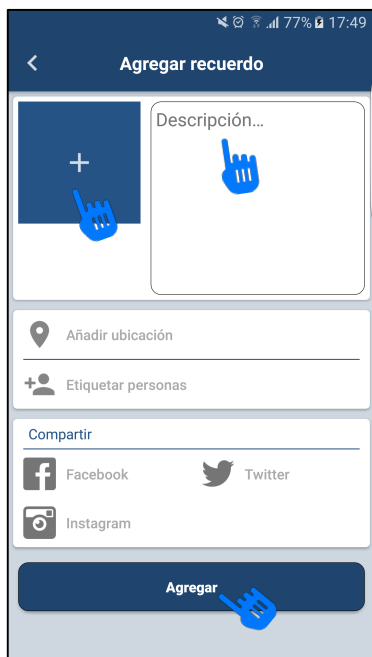 77% 17:49
Agregar recuerdo
+
Descripción...
Añadir ubicación
Etiquetar personas
Compartir
Facebook
Twitter
Instagram
Agregar